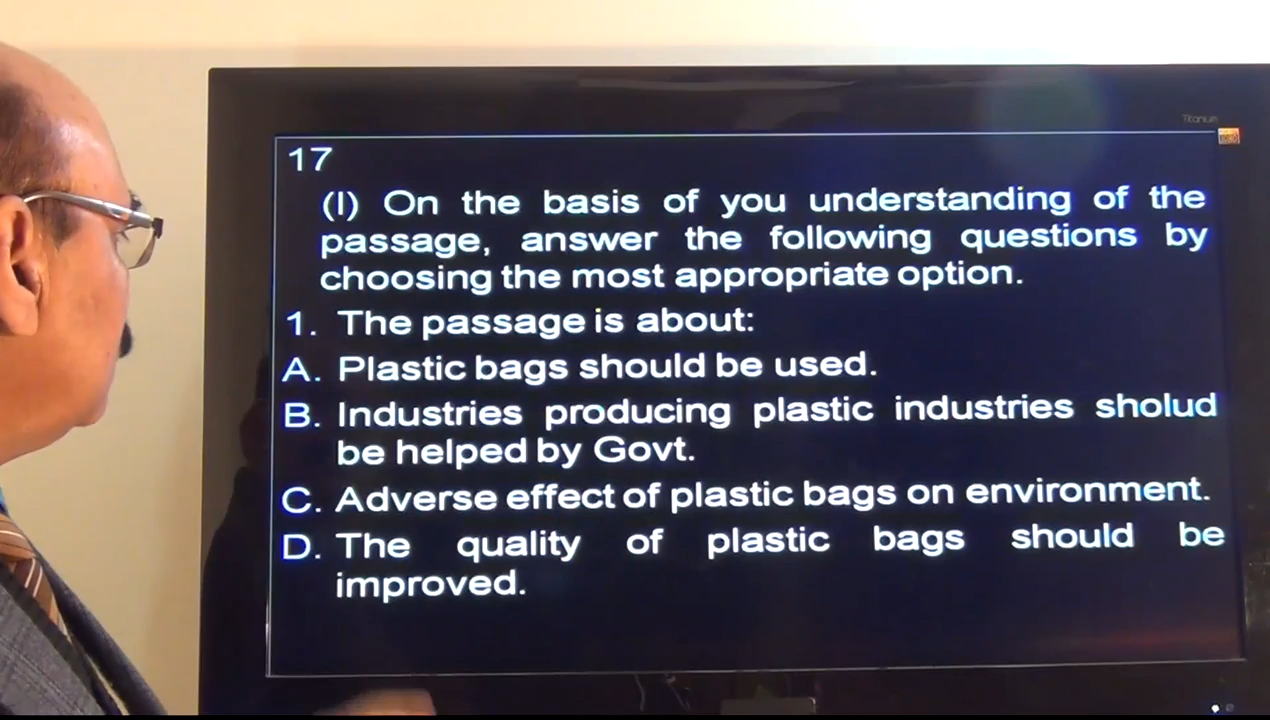 Titanium
17
(I) On the basis of you understanding of the
passage, answer the following questions by
choosing the most appropriate option.
1. The passage is about:
A. Plastic bags should be used.
B. Industries producing plastic industries sholud
be helped by Govt.
C. Adverse effect of plastic bags on environment.
D. The quality of plastic bags should be
improved.